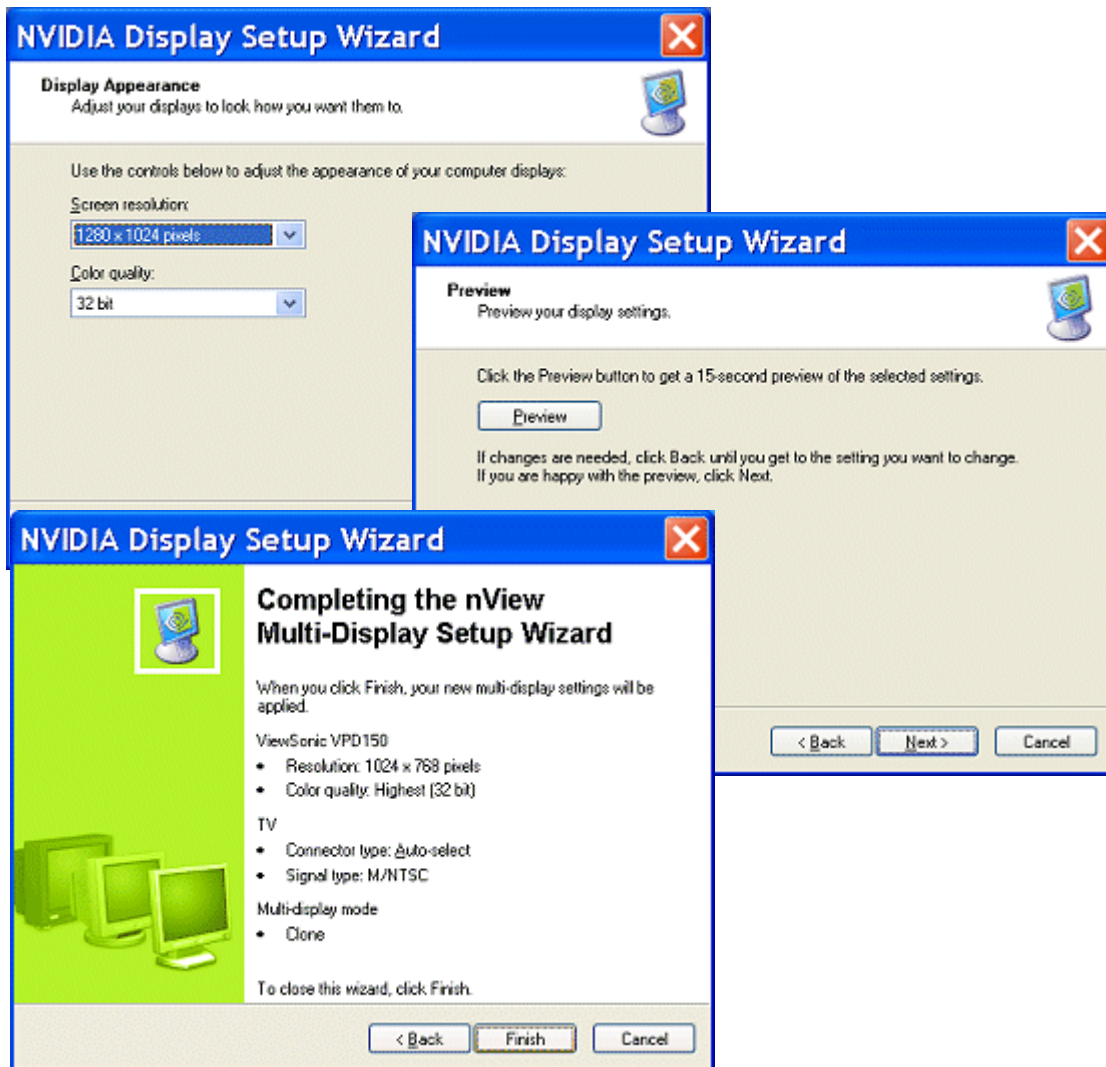 NVIDIA Display Setup Wizard
Display Appearance
Adjust your displays to look how you want them to.
Use the controls below to adjust the appearance of your computer displays:
Screen resolution:
1280 x 1024 pixels
Color quality:
32 bit
NVIDIA Display Setup Wizard
Preview
Preview your display settings.
Click the Preview button to get a 15-second preview of the selected settings.
Preview
If changes are needed, click Back until you get to the setting you want to change.
If you are happy with the preview, click Next.
< Back
Next >
Cancel
NVIDIA Display Setup Wizard
Completing the nView
Multi-Display Setup Wizard
When you click Finish, your new multi-display settings will be
applied.
ViewSonic VPD150
• Resolution: 1024 x 768 pixels
• Color quality: Highest (32 bit)
TV
• Connector type: Auto-select
• Signal type: M/NTSC
Multi-display mode
• Clone
To close this wizard, click Finish.
< Back
Finish
Cancel